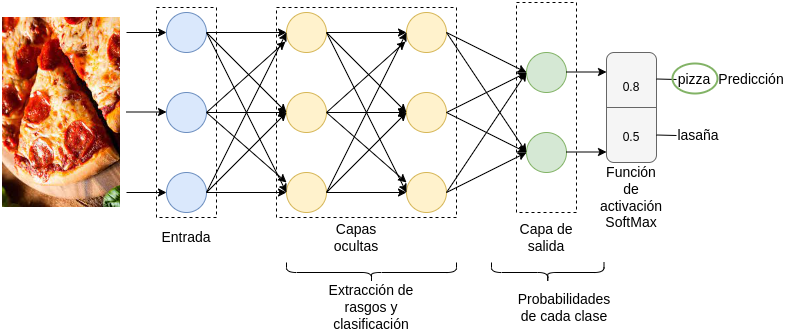 0.8
pizza
Predicción
0.5
lasaña
Función
de
activación
SoftMax
Entrada
Capas
ocultas
Capa de
salida
Extracción de
rasgos y
clasificación
Probabilidades
de cada clase